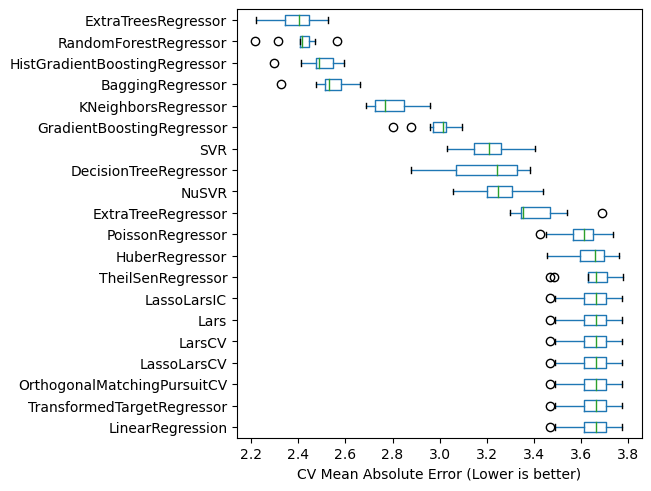 ExtraTreesRegressor
RandomForestRegressor
HistGradientBoostingRegressor
BaggingRegressor
KNeighborsRegressor
GradientBoostingRegressor
SVR
DecisionTreeRegressor
NuSVR
ExtraTreeRegressor
PoissonRegressor
HuberRegressor
TheilSenRegressor
LassoLarsIC
Lars
LarsCV
LassoLarsCV
OrthogonalMatchingPursuitCV
TransformedTargetRegressor
LinearRegression
2.2 2.4 2.6 2.8 3.0 3.2 3.4 3.6 3.8
CV Mean Absolute Error (Lower is better)